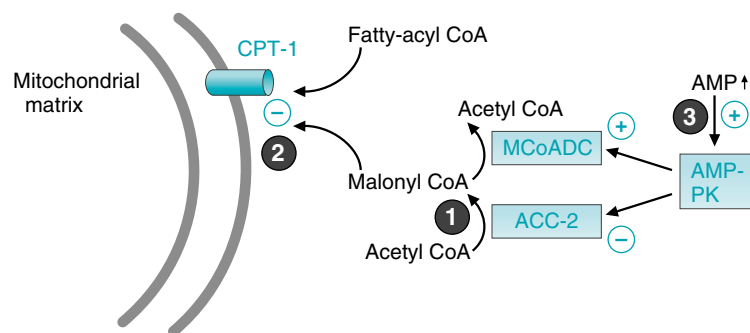 CPT-1
Fatty-acyl CoA
Mitochondrial
matrix
−
2
Acetyl CoA
AMP ↑
3
+
+
MCoADC
Malonyl CoA
AMP-
PK
1
ACC-2
−
Acetyl CoA